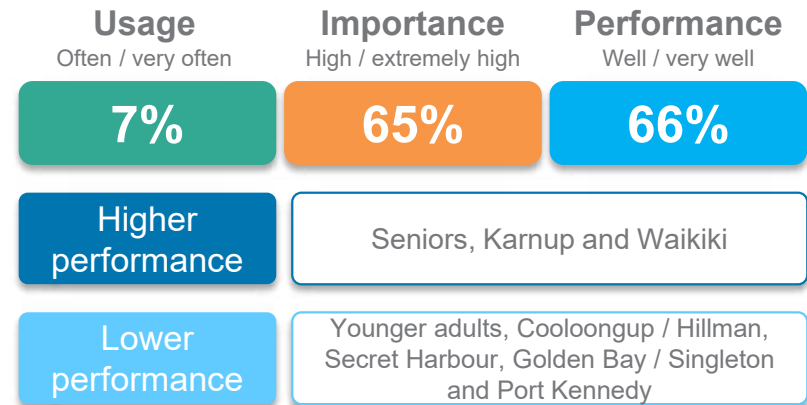 Usage
Often / very often
Importance
High / extremely high
Performance
Well / very well
7%
65%
66%
Higher
performance
Seniors, Karnup and Waikiki
Lower
performance
Younger adults, Cooloongup / Hillman,
Secret Harbour, Golden Bay / Singleton
and Port Kennedy